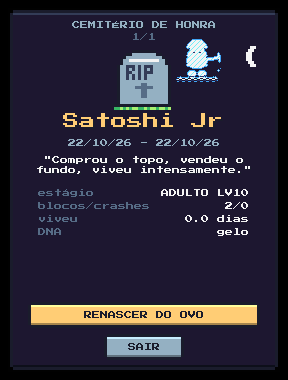 CEMITéRIO DE HONRA
1/1
RIP
Satoshi Jr
22/10/26 - 22/10/26
"Comprou o topo, vendeu o
fundo, viveu intensamente."
estágio ADULTO LV10
blocos/crashes 2/0
viveu 0.0 dias
DNA gelo
RENASCER DO OVO
SAIR